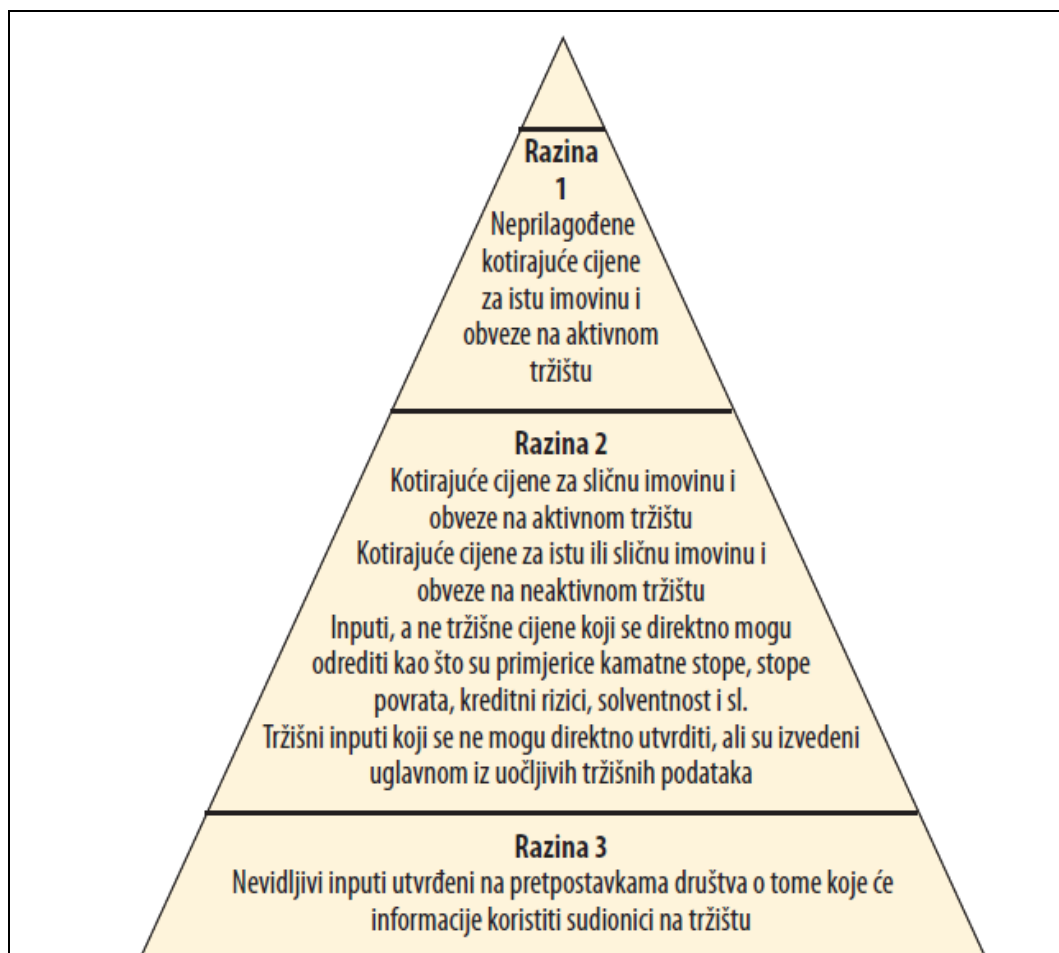 Razina
1
Neprilagođene
kotirajuće cijene
za istu imovinu i
obveze na aktivnom
tržištu
Razina 2
Kotirajuće cijene za sličnu imovinu i
obveze na aktivnom tržištu
Kotirajuće cijene za istu ili sličnu imovinu i
obveze na neaktivnom tržištu
Inputi, a ne tržišne cijene koji se direktno mogu
odrediti kao što su primjerice kamatne stope, stope
povrata, kreditni rizici, solventnost i sl.
Tržišni inputi koji se ne mogu direktno utvrditi, ali su izvedeni
uglavnom iz uočljivih tržišnih podataka
Razina 3
Nevidljivi inputi utvrđeni na pretpostavkama društva o tome koje će
informacije koristiti sudionici na tržištu